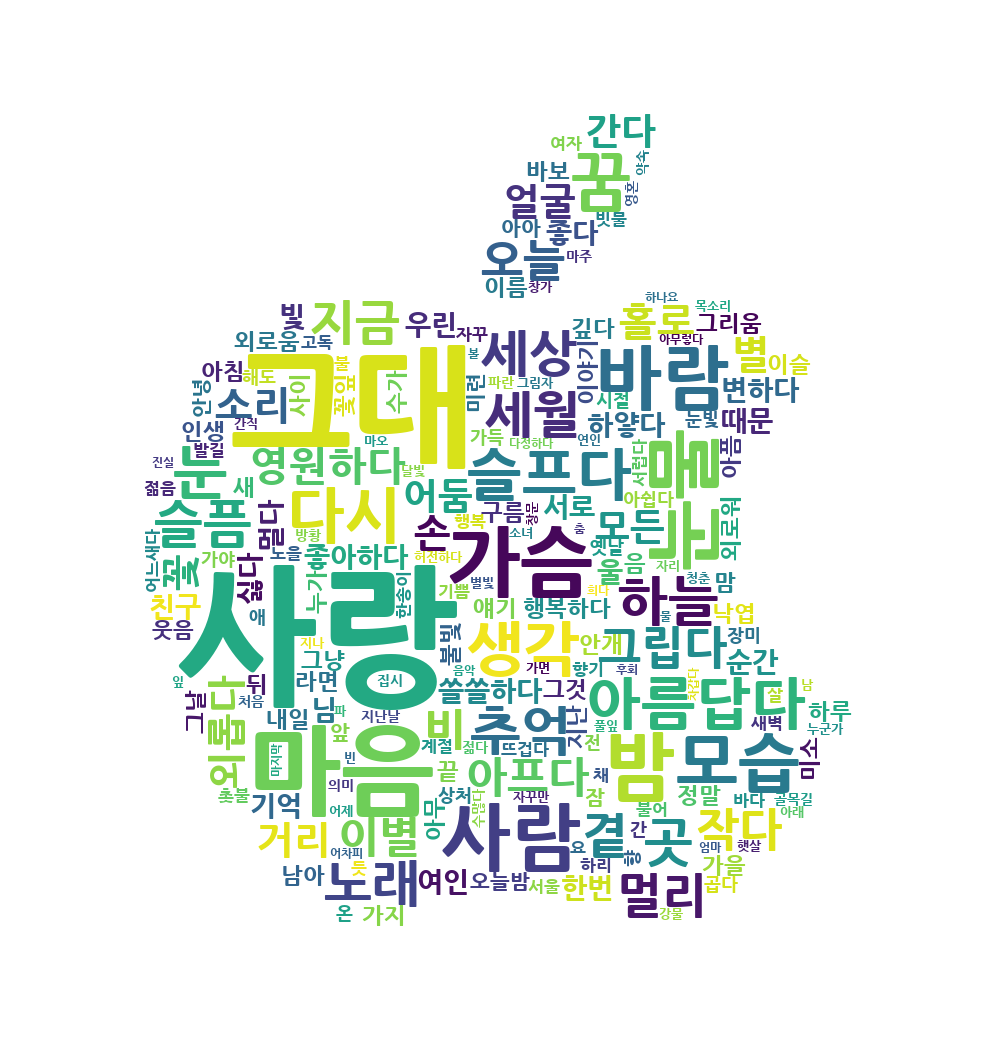 간다
여자
꿈
약속
바보
영혼
얼굴
빗물
아아
좋다
오늘
마주
이름
창가
하나요
목소리
빛
지금
우린
자꾸
세상
깊다
홀로
그리움
아무렇다
외로움
고독
불
그대
볼
이야기
바람
별
이슬
아침
해도
사이
꽃잎
수가
미련
파란
그림자
시절
변하다
안녕
소리
세월
하얗다
눈빛
때문
인생
간직
발길
마오
가득
다정하다
연인
서럽다
몸
아픔
진실
눈
영원하다
달빛
슬프다
젊음
새
어둠
구름
창문
서로
모든
아쉽다
외로워
슬픔
멀다
다시
방황
손
행복
소녀
춤
곳
어느새다
꽃
가야
싫다
노을
좋아하다
허전하다
가슴
옛날
울음
자리
청춘
맘
친구
웃음
애
누가
한송이
기쁨
별빛
얘기
행복하다
희나
하늘
물
낙엽
사랑
지나
그냥
불빛
생각
가면
안개
그립다
장미
순간
잎
뒤
라면
집시
음악
향기
후회
차갑다
살
남
그날
처음
외롭다
내일
님
파
지난날
쓸쓸하다
그것
아름답다
하루
누군가
앞
비
추억
지난
풀잎
새벽
마지막
마음
빈
계절
젊다
뜨겁다
전
밤
모습
미소
촛불
기억
의미
어제
끝
상처
아프다
채
잠
정말
바다
골목길
거리
이별
어차피
아무
수많다
자꾸만
사람
요
곁
불어
간
곳
작다
아래
엄마
햇살
남아
듯
노래
여인
오늘밤
서울
한번
하리
향
멀리
가을
곱다
온
가지
강물